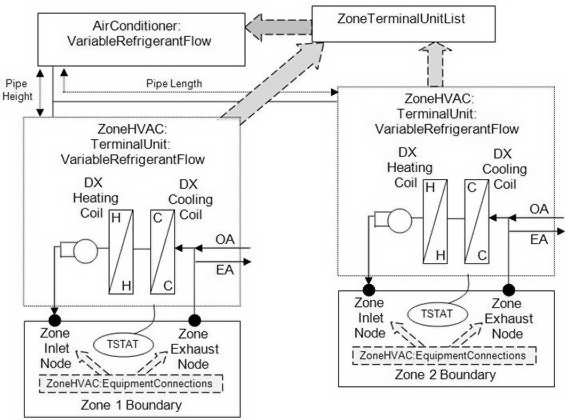 AirConditioner:
VariableRefrigerantFlow
ZoneTerminalUnitList
Pipe
Height
Pipe Length
ZoneHVAC:
TerminalUnit:
VariableRefrigerantFlow
DX
Heating
Coil
DX
Cooling
Coil
H
H
C
C
OA
EA
Zone
Inlet
Node
TSTAT
Zone
Exhaust
Node
ZoneHVAC:EquipmentConnections
Zone 1 Boundary
ZoneHVAC:
TerminalUnit:
VariableRefrigerantFlow
DX
Heating
Coil
DX
Cooling
Coil
H
H
C
C
OA
EA
Zone
Inlet
Node
TSTAT
Zone
Exhaust
Node
ZoneHVAC:EquipmentConnections
Zone 2 Boundary